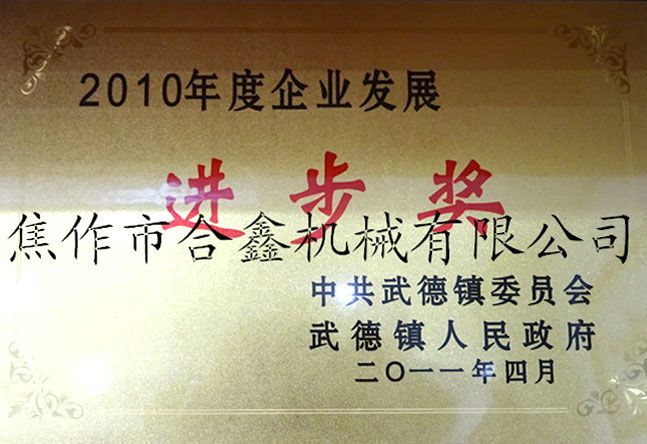 2010年度企业发展
进步奖
焦作市合鑫机械有限公司
中共武德镇委员会
武德镇人民政府
二〇一一年四月